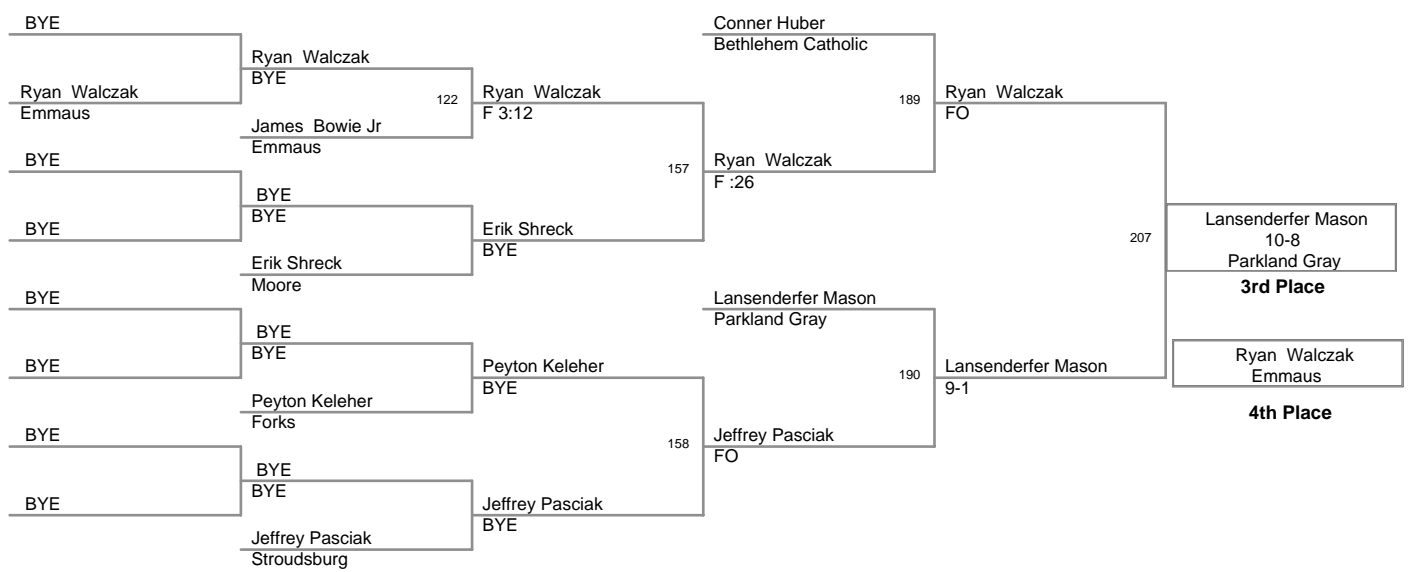 BYE
Ryan Walczak
Emmaus
BYE
BYE
BYE
BYE
BYE
BYE
Ryan Walczak
BYE
James Bowie Jr
Emmaus
BYE
BYE
Erik Shreck
Moore
BYE
BYE
Peyton Keleher
Forks
BYE
BYE
Jeffrey Pasciak
Stroudsburg
122
Ryan Walczak
F 3:12
Erik Shreck
BYE
Peyton Keleher
BYE
Jeffrey Pasciak
BYE
157
158
Conner Huber
Bethlehem Catholic
Ryan Walczak
F :26
Lansenderfer Mason
Parkland Gray
Jeffrey Pasciak
FO
189
190
Ryan Walczak
FO
Lansenderfer Mason
9-1
207
Lansenderfer Mason
10-8
Parkland Gray
3rd Place
Ryan Walczak
Emmaus
4th Place